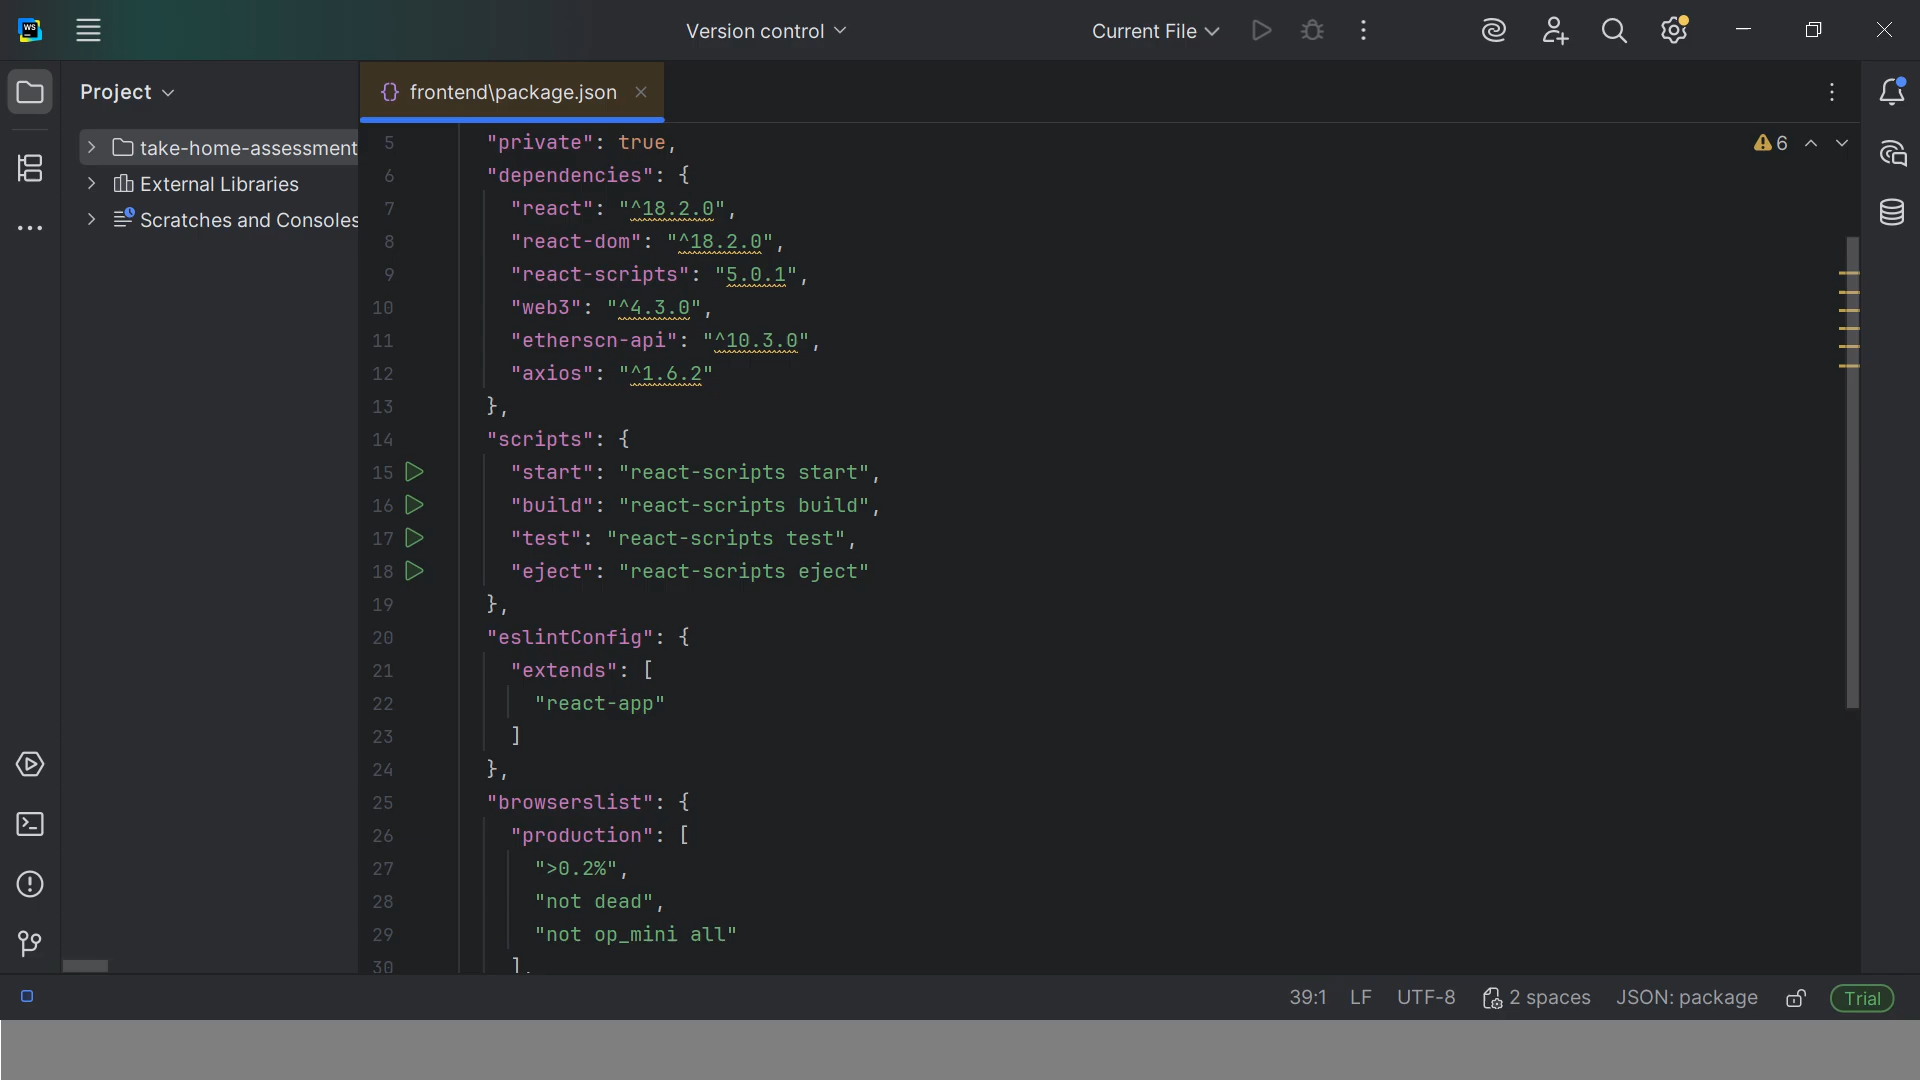 WS
Version control
Current File
Project
frontend\package.json
take-home-assessment
External Libraries
Scratches and Consoles
6
5 "private": true,
6 "dependencies": {
7 "react": "^18.2.0",
8 "react-dom": "^18.2.0",
9 "react-scripts": "5.0.1",
10 "web3": "^4.3.0",
11 "etherscn-api": "^10.3.0",
12 "axios": "^1.6.2"
13 },
14 "scripts": {
15 "start": "react-scripts start",
16 "build": "react-scripts build",
17 "test": "react-scripts test",
18 "eject": "react-scripts eject"
19 },
20 "eslintConfig": {
21 "extends": [
22 "react-app"
23 ]
24 },
25 "browserslist": {
26 "production": [
27 ">0.2%",
28 "not dead",
29 "not op_mini all"
30 ],
39:1 LF UTF-8 2 spaces JSON: package Trial